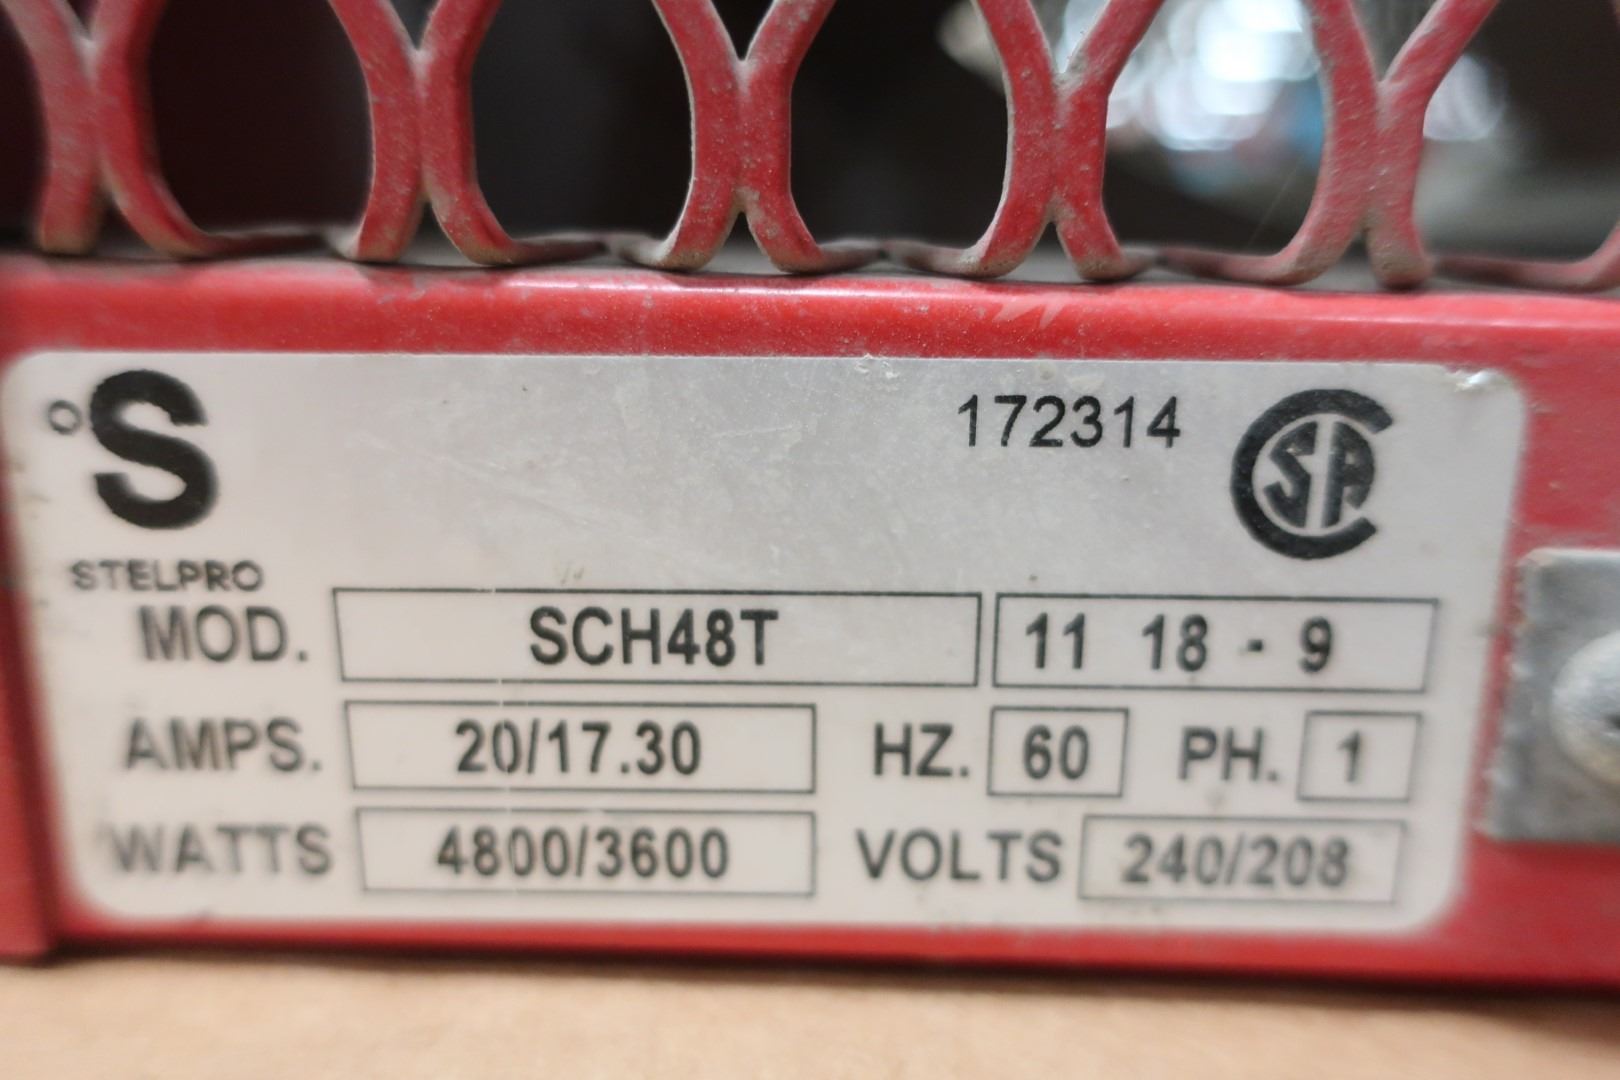 °S
172314
CSA
STELPRO
MOD. SCH48T 11 18 - 9
AMPS. 20/17.30 HZ. 60 PH. 1
WATTS 4800/3600 VOLTS 240/208